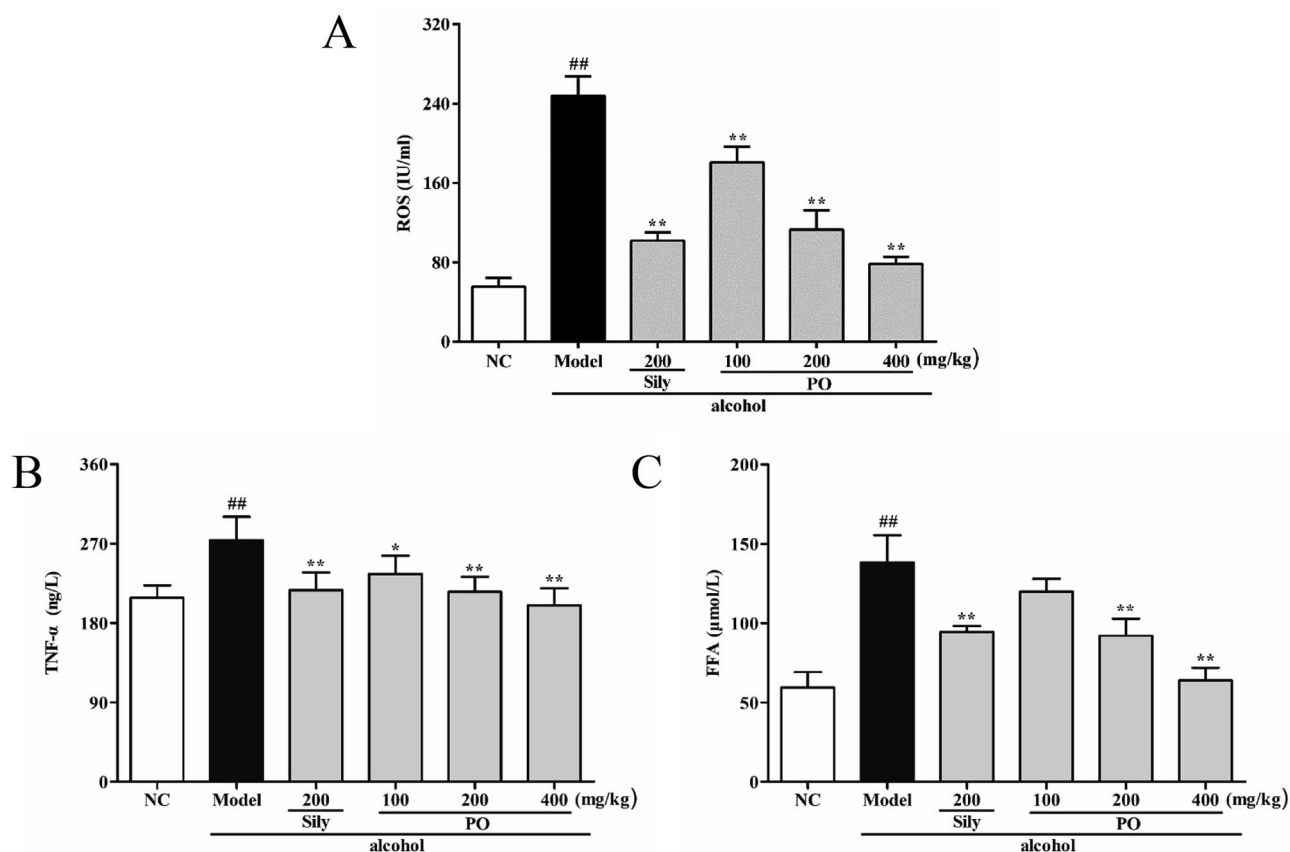 A
320
240
160
80
0
ROS (IU/ml)
##
**
**
**
**
NC Model 200 100 200 400 (mg/kg)
Sily PO
alcohol
B
360
270
180
90
0
TNF-α (ng/L)
##
**
*
**
**
NC Model 200 100 200 400 (mg/kg)
Sily PO
alcohol
C
200
150
100
50
0
FFA (μmol/L)
##
**
**
**
NC Model 200 100 200 400 (mg/kg)
Sily PO
alcohol